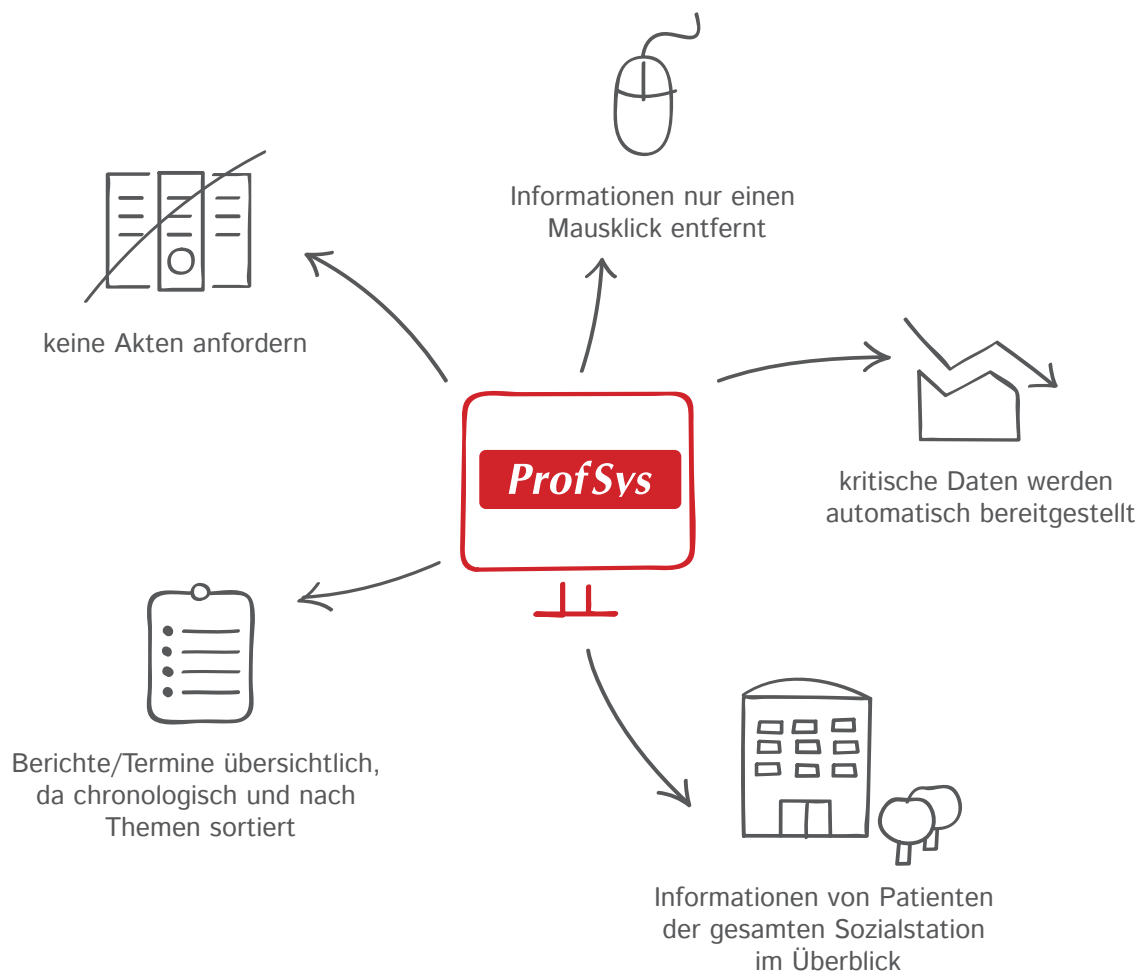 Informationen nur einen
Mausklick entfernt
keine Akten anfordern
kritische Daten werden
automatisch bereitgestellt
ProfSys
Berichte/Termine übersichtlich,
da chronologisch und nach
Themen sortiert
Informationen von Patienten
der gesamten Sozialstation
im Überblick